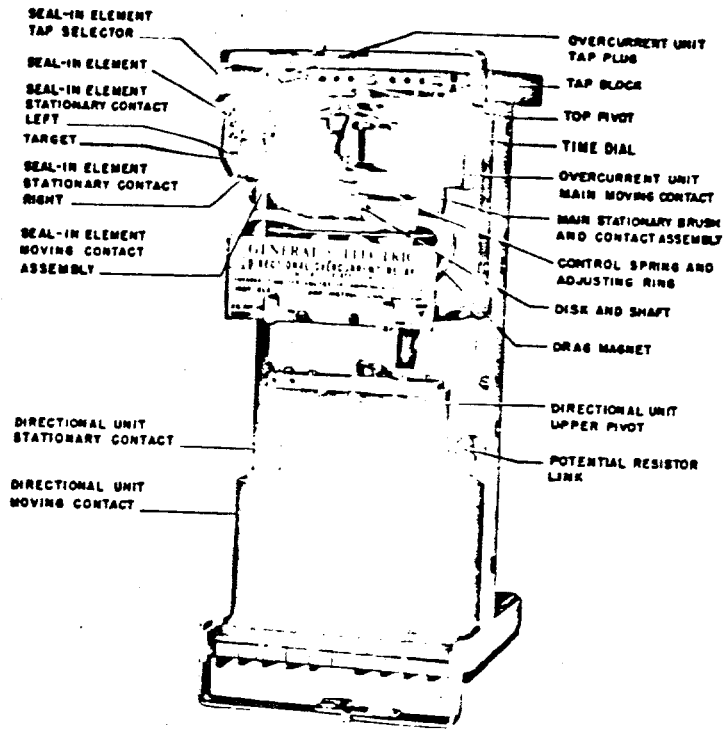 SEAL-IN ELEMENT
TAP SELECTOR
SEAL-IN ELEMENT
SEAL-IN ELEMENT
STATIONARY CONTACT
LEFT
TARGET
SEAL-IN ELEMENT
STATIONARY CONTACT
RIGHT
SEAL-IN ELEMENT
MOVING CONTACT
ASSEMBLY
DIRECTIONAL UNIT
STATIONARY CONTACT
DIRECTIONAL UNIT
MOVING CONTACT
OVERCURRENT UNIT
TAP PLUG
TAP BLOCK
TOP PIVOT
TIME DIAL
OVERCURRENT UNIT
MAIN MOVING CONTACT
MAIN STATIONARY BRUSH
AND CONTACT ASSEMBLY
CONTROL SPRING AND
ADJUSTING RING
DISK AND SHAFT
DRAG MAGNET
DIRECTIONAL UNIT
UPPER PIVOT
POTENTIAL RESISTOR
LINK
GENERAL ELECTRIC
DIRECTIONAL OVERCURRENT RELAY